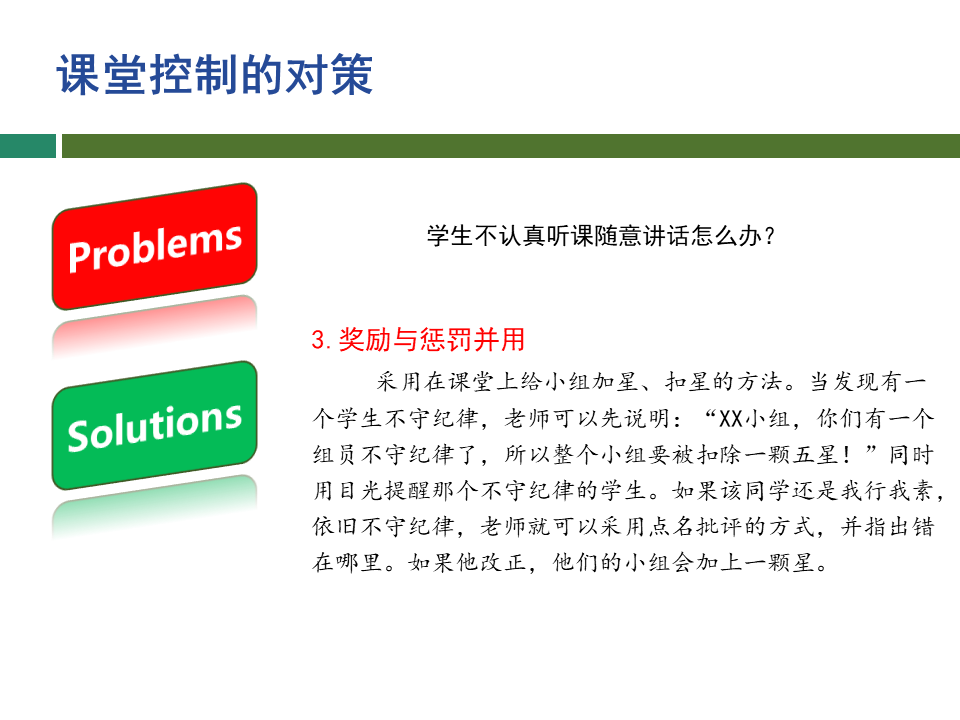 课堂控制的对策
Problems
学生不认真听课随意讲话怎么办？
Solutions
3.奖励与惩罚并用
采用在课堂上给小组加星、扣星的方法。当发现有一
个学生不守纪律，老师可以先说明：“XX小组，你们有一个
组员不守纪律了，所以整个小组要被扣除一颗五星！”同时
用目光提醒那个不守纪律的学生。如果该同学还是我行我素，
依旧不守纪律，老师就可以采用点名批评的方式，并指出错
在哪里。如果他改正，他们的小组会加上一颗星。